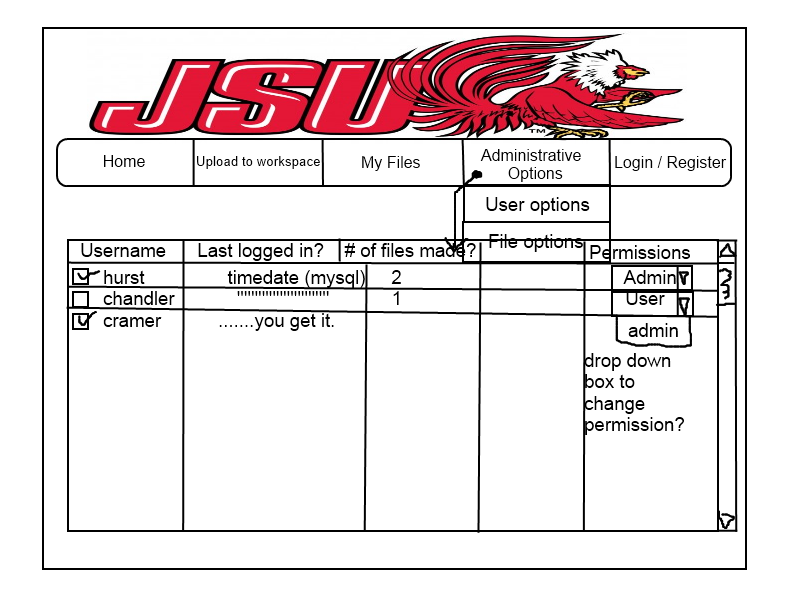 JSU
TM
Home
Upload to workspace
My Files
Administrative
Options
Login / Register
User options
File options
Username
Last logged in?
# of files made?
Permissions
hurst
timedate (mysql)
2
Admin
chandler
""""""""""""""""
1
User
cramer
.......you get it.
admin
drop down
box to
change
permission?